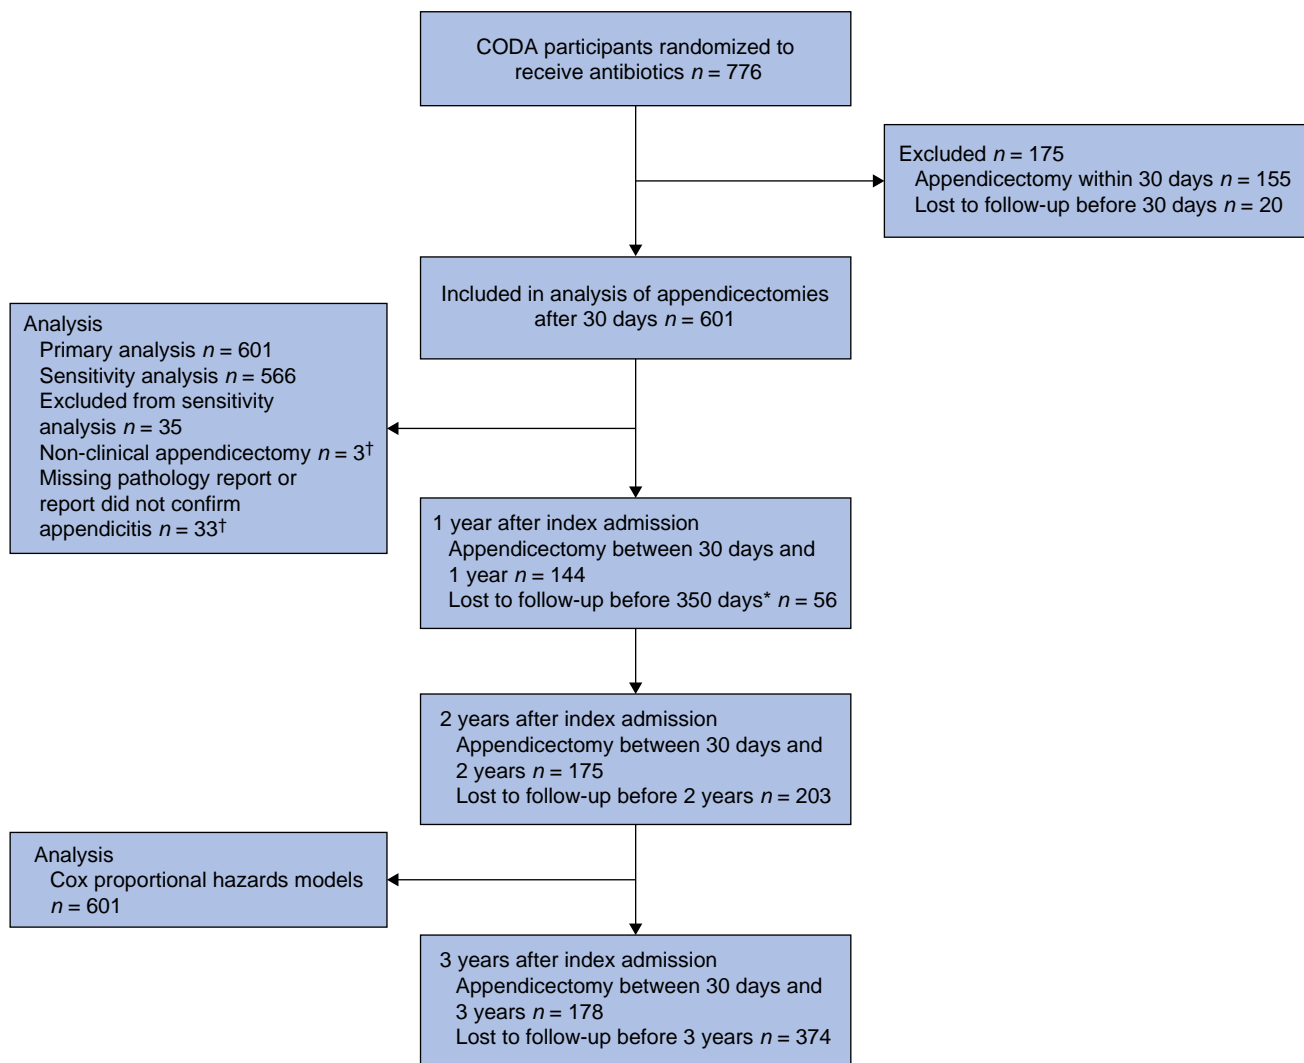 CODA participants randomized to
receive antibiotics n = 776
Excluded n = 175
Appendicectomy within 30 days n = 155
Lost to follow-up before 30 days n = 20
Included in analysis of appendicectomies
after 30 days n = 601
Analysis
Primary analysis n = 601
Sensitivity analysis n = 566
Excluded from sensitivity
analysis n = 35
Non-clinical appendicectomy n = 3†
Missing pathology report or
report did not confirm
appendicitis n = 33†
1 year after index admission
Appendicectomy between 30 days and
1 year n = 144
Lost to follow-up before 350 days* n = 56
2 years after index admission
Appendicectomy between 30 days and
2 years n = 175
Lost to follow-up before 2 years n = 203
Analysis
Cox proportional hazards models
n = 601
3 years after index admission
Appendicectomy between 30 days and
3 years n = 178
Lost to follow-up before 3 years n = 374